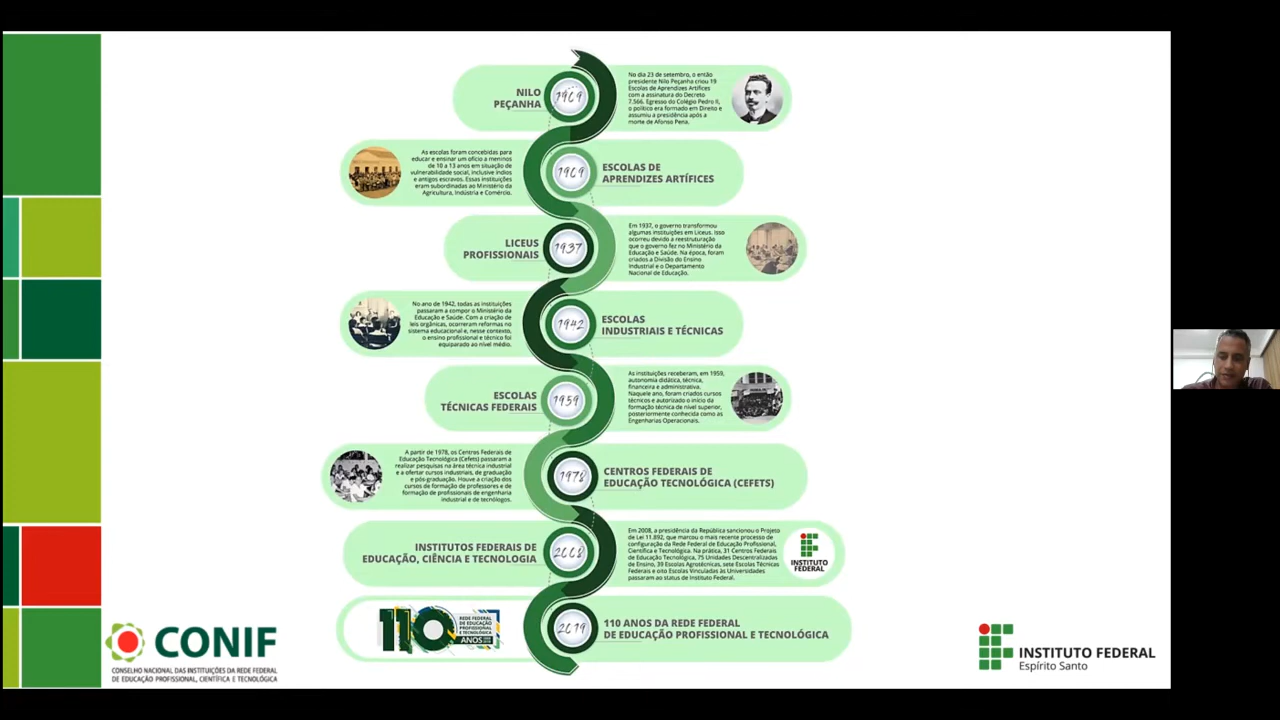 NILO
PEÇANHA
1909
No dia 23 de setembro, o então
presidente Nilo Peçanha criou 19
Escolas de Aprendizes Artífices
com a assinatura do Decreto
7.566. Egresso do Colégio Pedro II,
o político era formado em Direito e
assumiu a presidência após a
morte de Afonso Pena.
As escolas foram concebidas para
educar e ensinar um ofício a meninos
de 10 a 13 anos em situação de
vulnerabilidade social, inclusive índios
e antigos escravos. Essas instituições
eram subordinadas ao Ministério da
Agricultura, Indústria e Comércio.
1909
ESCOLAS DE
APRENDIZES ARTÍFICES
LICEUS
PROFISSIONAIS
1937
Em 1937, o governo transformou
algumas instituições em Liceus. Isso
ocorreu devido à reestruturação
que o governo fez no Ministério da
Educação e Saúde. Na época, foram
criados a Divisão do Ensino
Industrial e o Departamento
Nacional de Educação.
No ano de 1942, todas as instituições
passaram a compor o Ministério da
Educação e Saúde. Com a criação de
leis orgânicas, ocorreram reformas no
sistema educacional e, nesse contexto,
o ensino profissional e técnico foi
equiparado ao nível médio.
1942
ESCOLAS
INDUSTRIAIS E TÉCNICAS
ESCOLAS
TÉCNICAS FEDERAIS
1959
As instituições receberam, em 1959,
autonomia didática, técnica,
financeira e administrativa.
Naquele ano, foram criados cursos
técnicos e autorizado o início da
formação técnica de nível superior,
posteriormente conhecida como as
Engenharias Operacionais.
A partir de 1978, os Centros Federais de
Educação Tecnológica (Cefets) passaram a
realizar pesquisas na área técnica industrial
e a ofertar cursos industriais, de graduação
e pós-graduação. Houve a criação dos
cursos de formação de professores e de
formação de profissionais de engenharia
industrial e de tecnólogos.
1978
CENTROS FEDERAIS DE
EDUCAÇÃO TECNOLÓGICA (CEFETS)
INSTITUTOS FEDERAIS DE
EDUCAÇÃO, CIÊNCIA E TECNOLOGIA
2008
Em 2008, a presidência da República sancionou o Projeto
de Lei 11.892, que marcou o mais recente processo de
configuração da Rede Federal de Educação Profissional,
Científica e Tecnológica. Na prática, 31 Centros Federais
de Educação Tecnológica, 75 Unidades Descentralizadas
de Ensino, 39 Escolas Agrotécnicas, sete Escolas Técnicas
Federais e oito Escolas Vinculadas às Universidades
passaram ao status de Instituto Federal.
INSTITUTO
FEDERAL
110
REDE FEDERAL
DE EDUCAÇÃO
PROFISSIONAL
E TECNOLÓGICA
ANOS
2019
110 ANOS DA REDE FEDERAL
DE EDUCAÇÃO PROFISSIONAL E TECNOLÓGICA
CONIF
CONSELHO NACIONAL DAS INSTITUIÇÕES DA REDE FEDERAL
DE EDUCAÇÃO PROFISSIONAL, CIENTÍFICA E TECNOLÓGICA
INSTITUTO FEDERAL
Espírito Santo